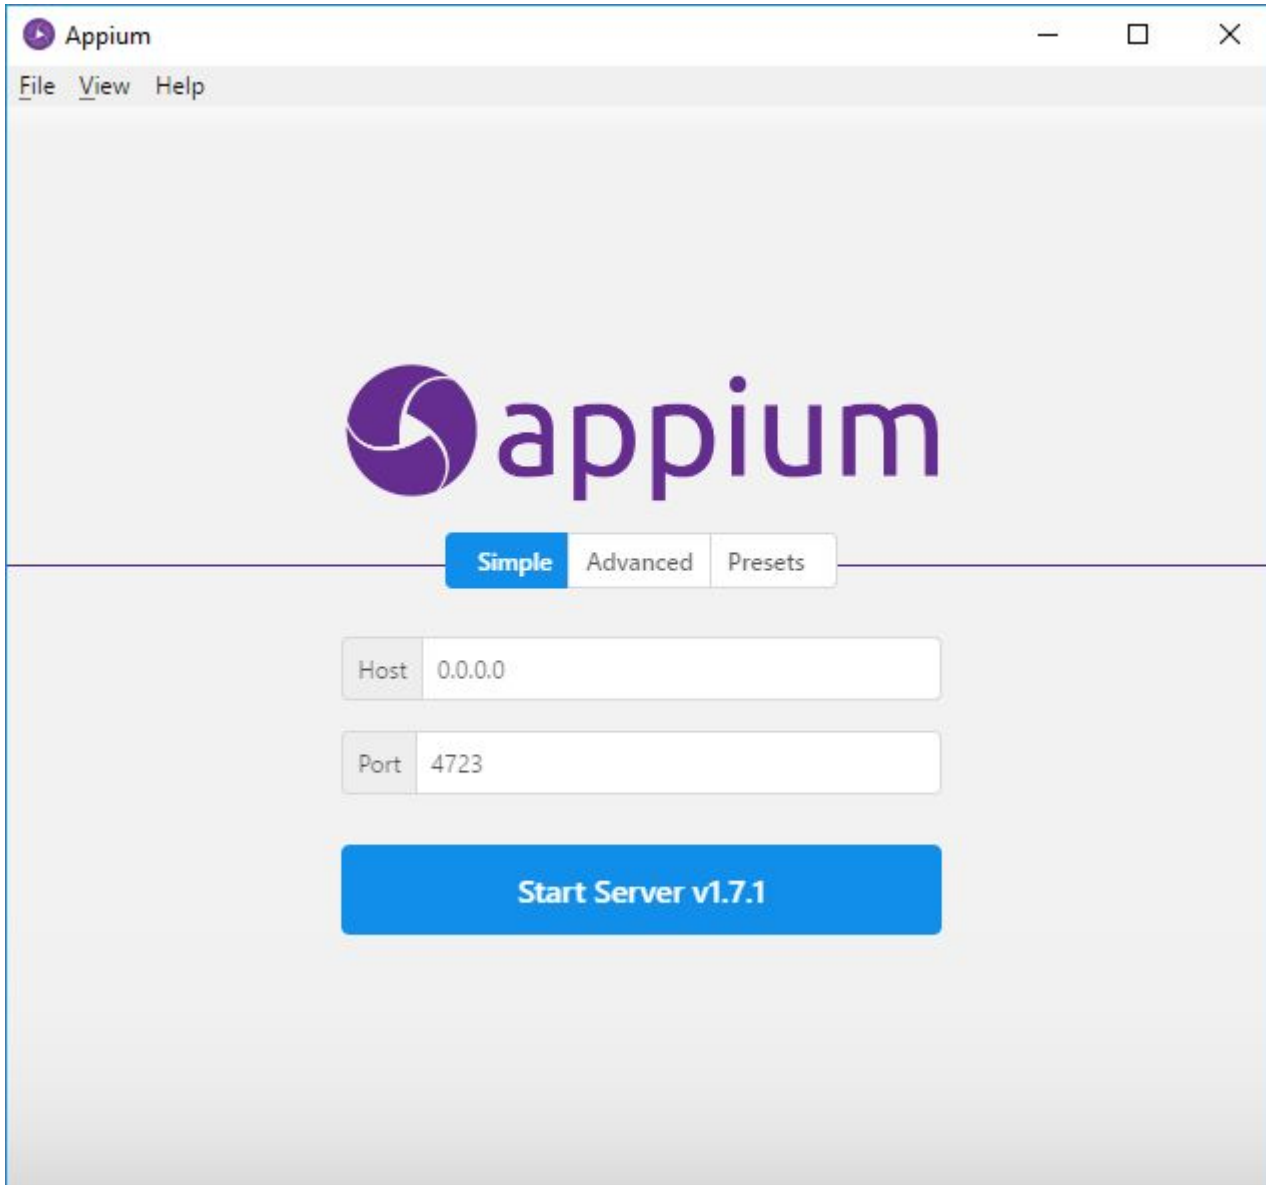 Appium
File View Help
appium
Simple Advanced Presets
Host 0.0.0.0
Port 4723
Start Server v1.7.1